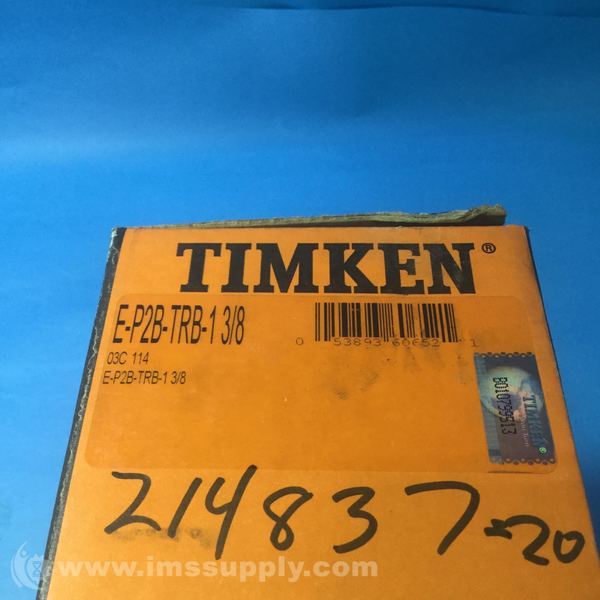 TIMKEN®
E-P2B-TRB-1 3/8
03C 114
E-P2B-TRB-1 3/8
0 53893 60652 1
B010799513
TIMKEN®
214837-20
www.imssupply.com